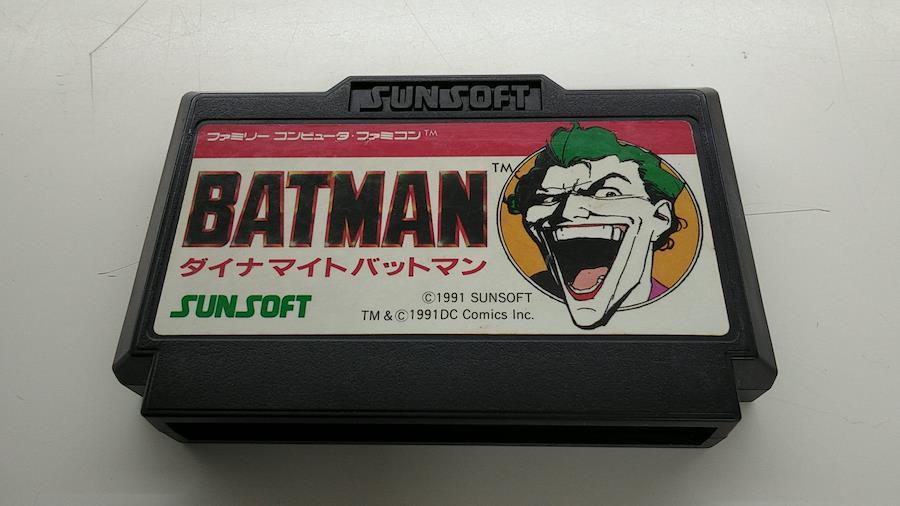 SUNSOFT
ファミリー コンピュータ・ファミコン™
BATMAN™
ダイナマイトバットマン
©1991 SUNSOFT
SUNSOFT
TM & ©1991DC Comics Inc.